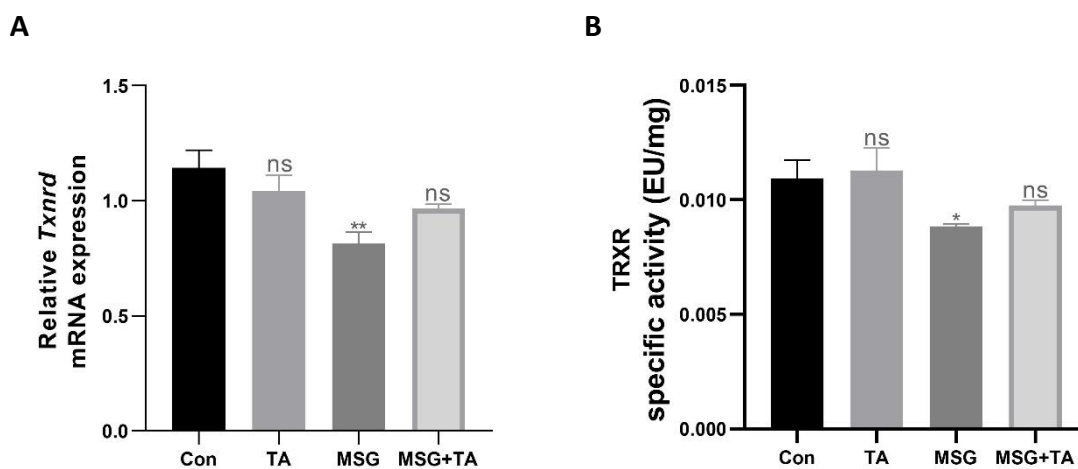 A
B
Relative Txnrd
mRNA expression
1.5
1.0
0.5
0.0
ns
**
ns
Con TA MSG MSG+TA
TRXR
specific activity (EU/mg)
0.015
0.010
0.005
0.000
ns
*
ns
Con TA MSG MSG+TA